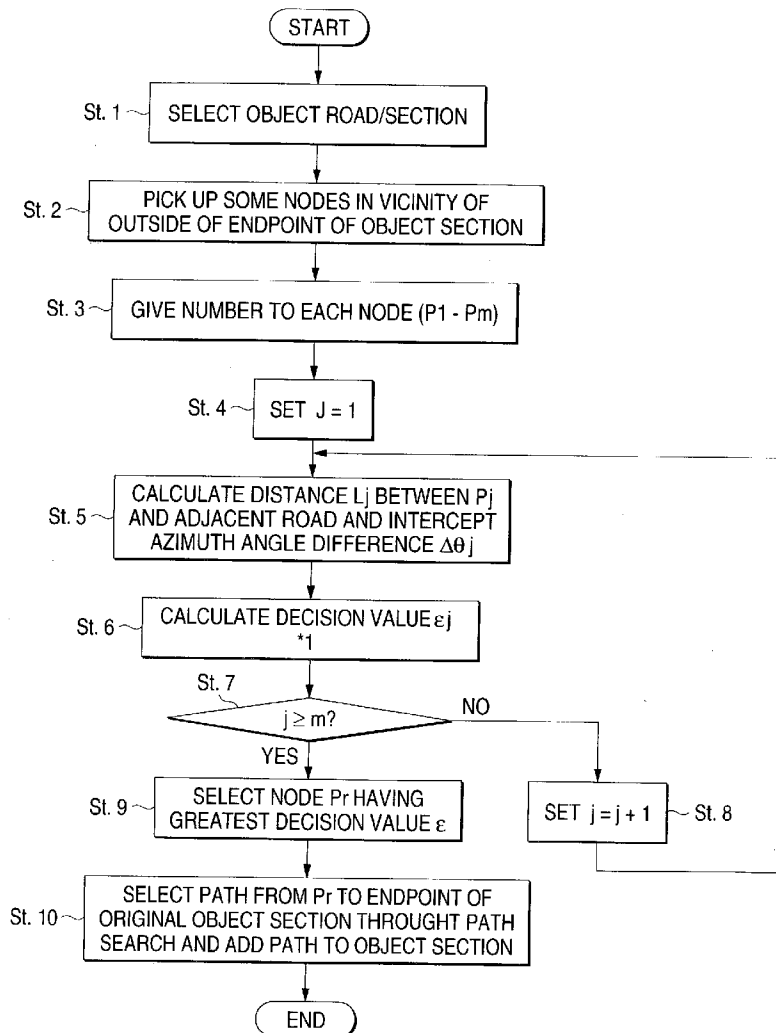 START
St. 1
SELECT OBJECT ROAD/SECTION
St. 2
PICK UP SOME NODES IN VICINITY OF
OUTSIDE OF ENDPOINT OF OBJECT SECTION
St. 3
GIVE NUMBER TO EACH NODE (P1 - Pm)
St. 4
SET J = 1
St. 5
CALCULATE DISTANCE Lj BETWEEN Pj
AND ADJACENT ROAD AND INTERCEPT
AZIMUTH ANGLE DIFFERENCE Δθ j
St. 6
CALCULATE DECISION VALUE εj
*1
St. 7
j ≥ m?
NO
YES
St. 9
SELECT NODE Pr HAVING
GREATEST DECISION VALUE ε
SET j = j + 1
St. 8
St. 10
SELECT PATH FROM Pr TO ENDPOINT OF
ORIGINAL OBJECT SECTION THROUGHT PATH
SEARCH AND ADD PATH TO OBJECT SECTION
END